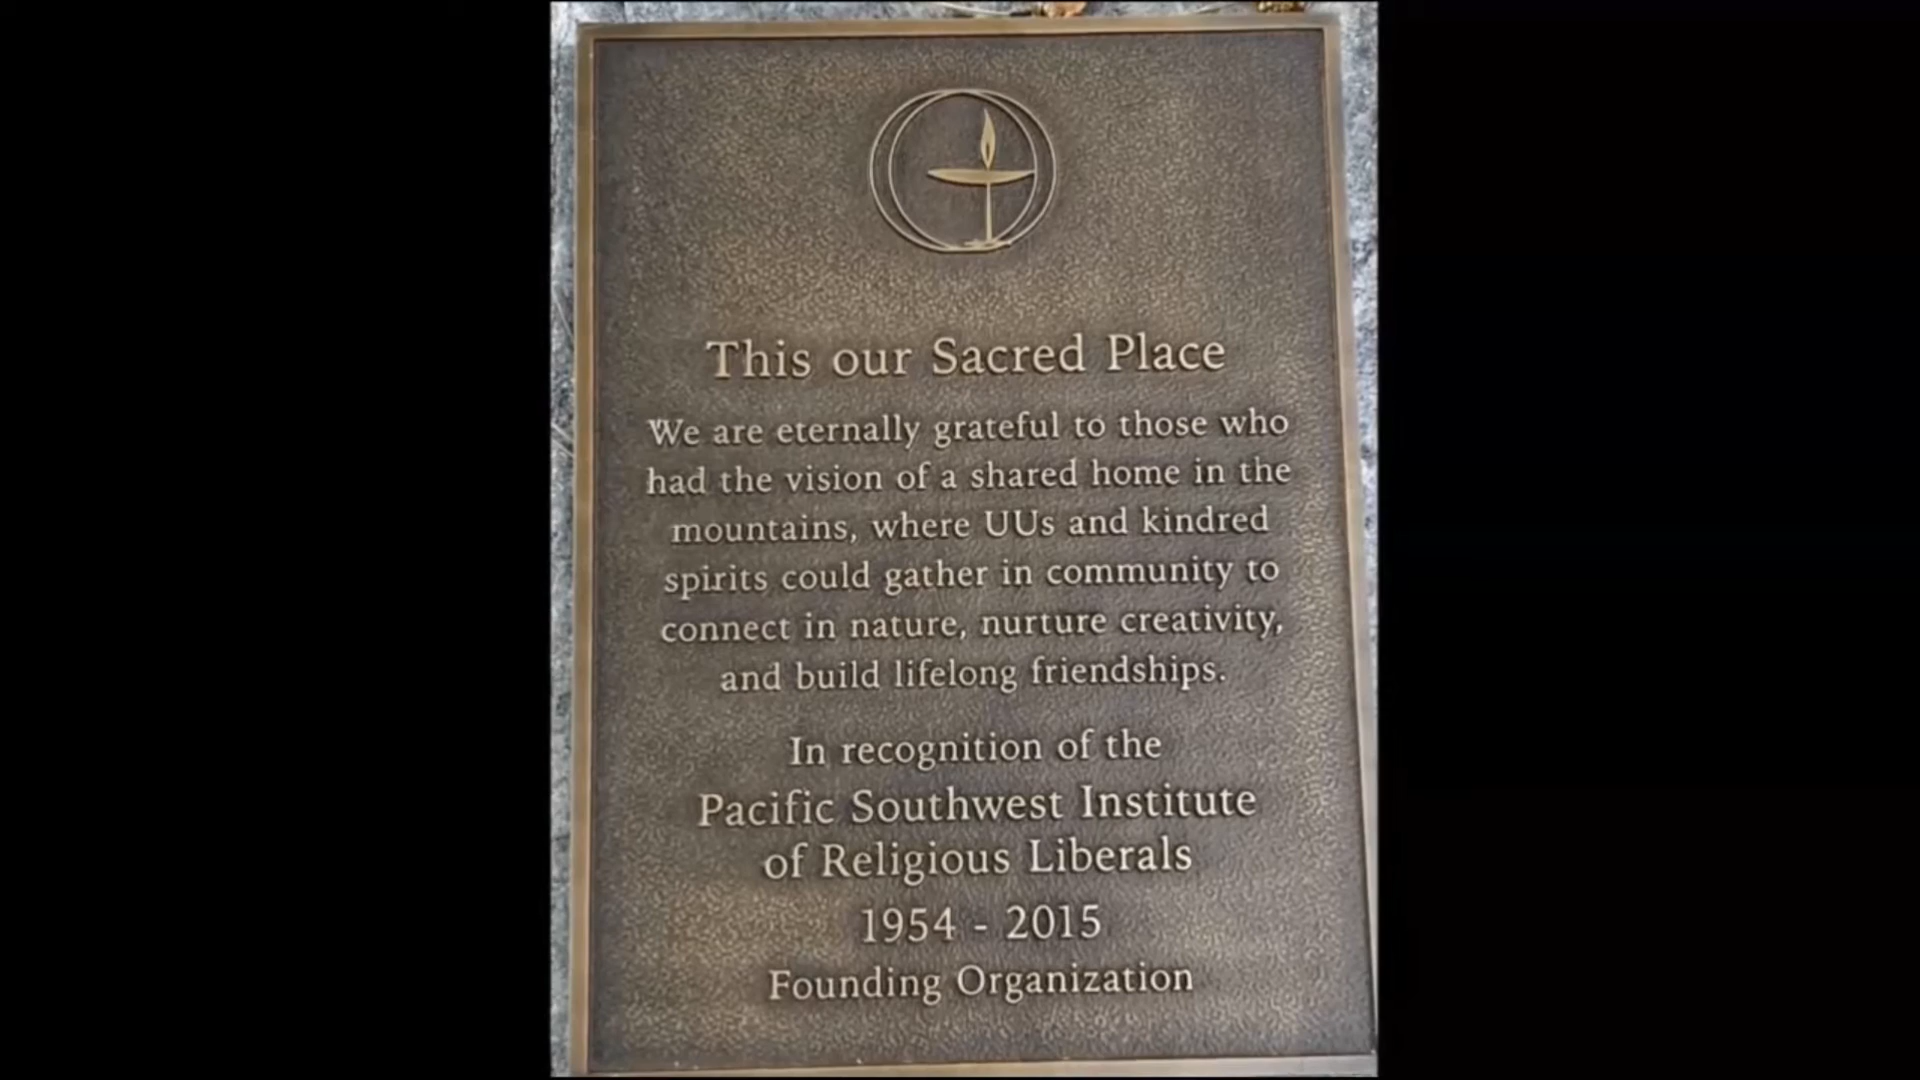 This our Sacred Place
We are eternally grateful to those who
had the vision of a shared home in the
mountains, where UUs and kindred
spirits could gather in community to
connect in nature, nurture creativity,
and build lifelong friendships.
In recognition of the
Pacific Southwest Institute
of Religious Liberals
1954 - 2015
Founding Organization